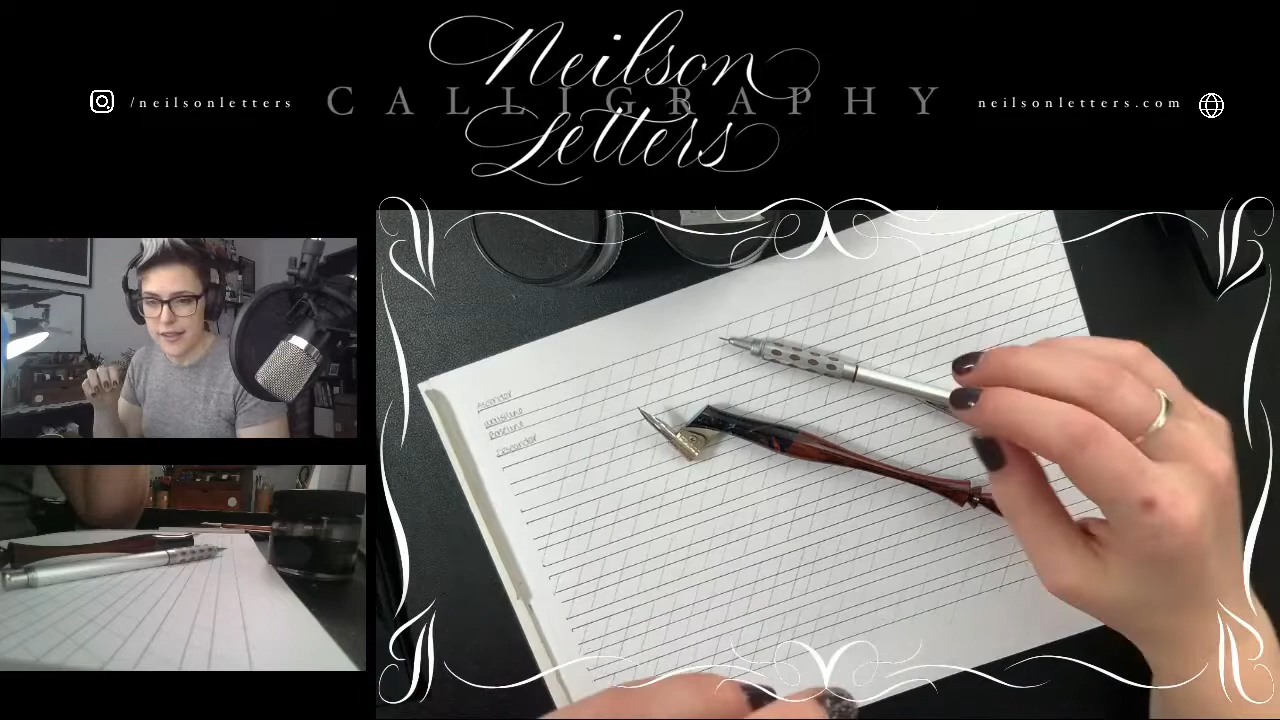 Neilson
CALLIGRAPHY
Letters
/neilsonletters
neilsonletters.com
Ascender
waistline
Baseline
Descender